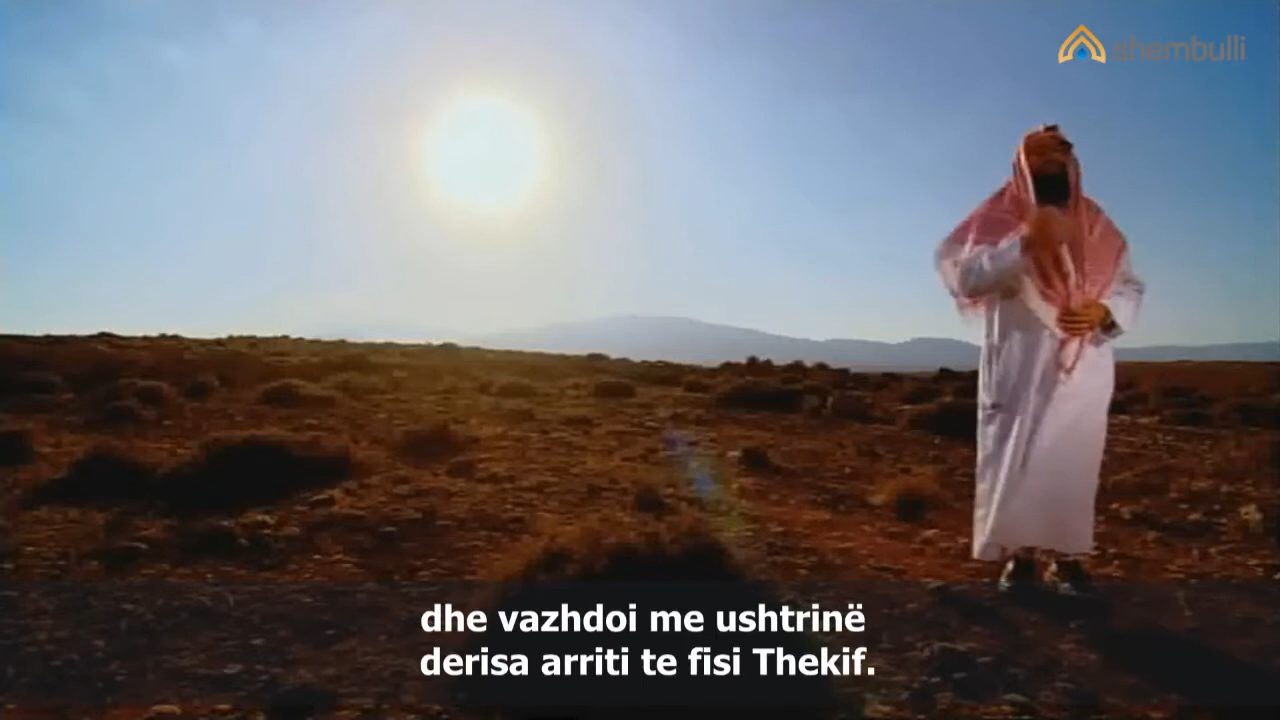 shembulli
dhe vazhdoi me ushtrinë
derisa arriti te fisi Thekif.